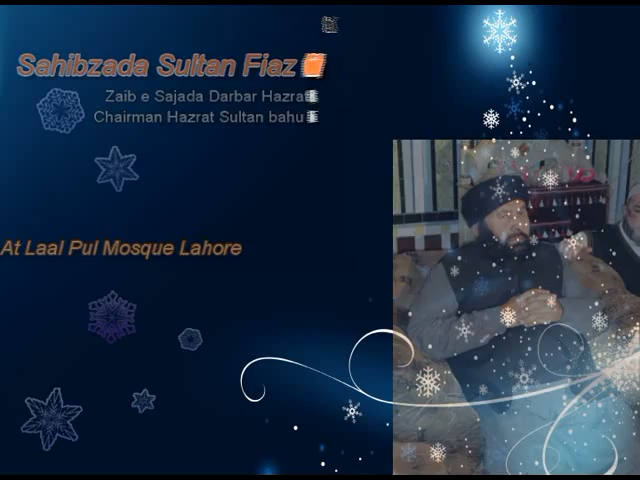 Sahibzada Sultan Fiaz
Zaib e Sajada Darbar Hazrat
Chairman Hazrat Sultan bahu
At Laal Pul Mosque Lahore